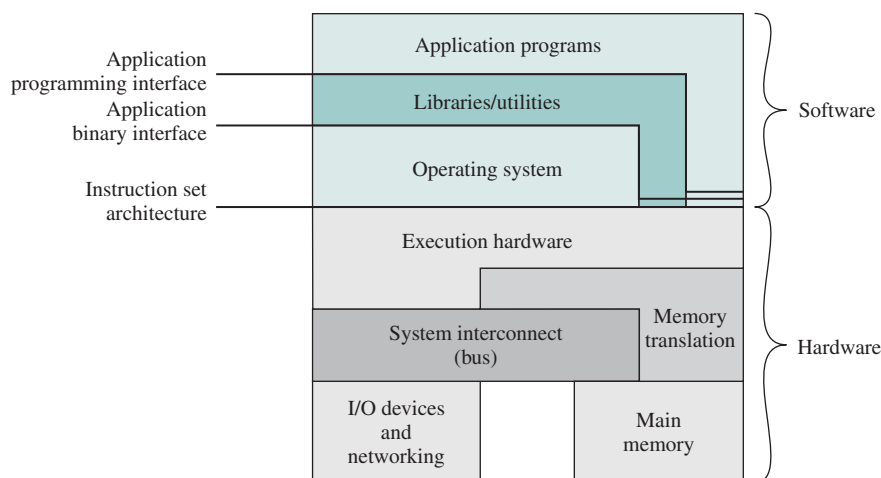 Application programs
Application
programming interface
Libraries/utilities
Application
binary interface
Software
Operating system
Instruction set
architecture
Execution hardware
Memory
translation
System interconnect
(bus)
Hardware
I/O devices
and
networking
Main
memory